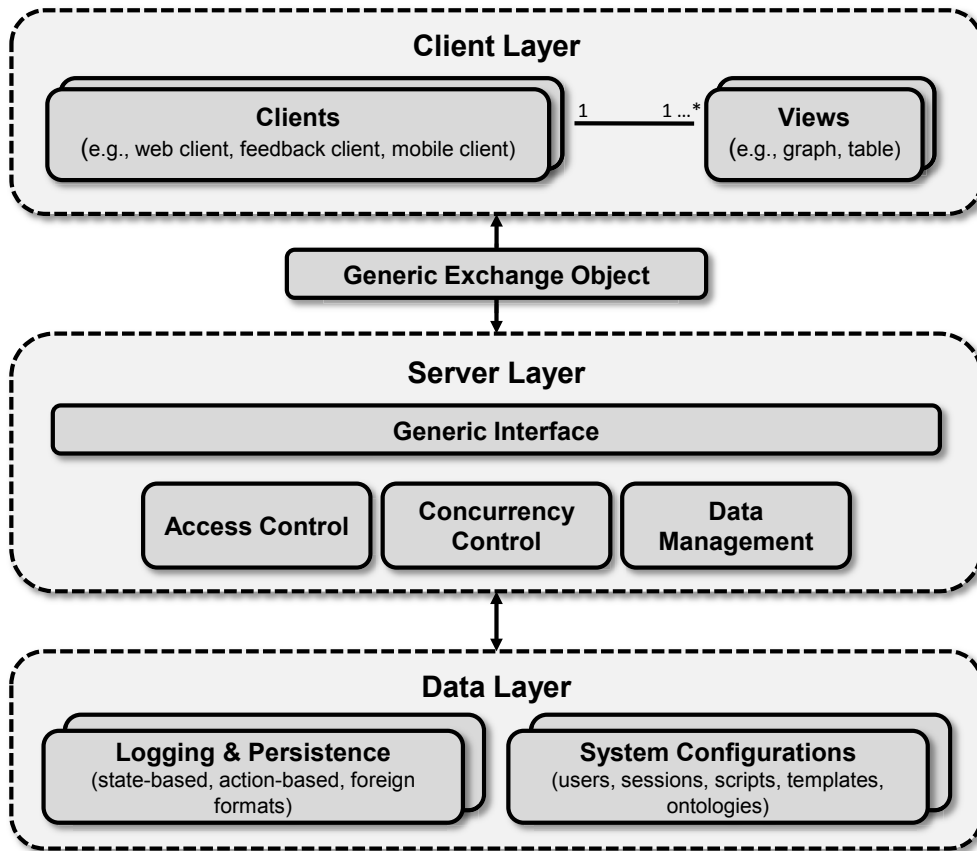 Client Layer
Clients
(e.g., web client, feedback client, mobile client)
1
1 ...*
Views
(e.g., graph, table)
Generic Exchange Object
Server Layer
Generic Interface
Access Control
Concurrency
Control
Data
Management
Data Layer
Logging & Persistence
(state-based, action-based, foreign
formats)
System Configurations
(users, sessions, scripts, templates,
ontologies)